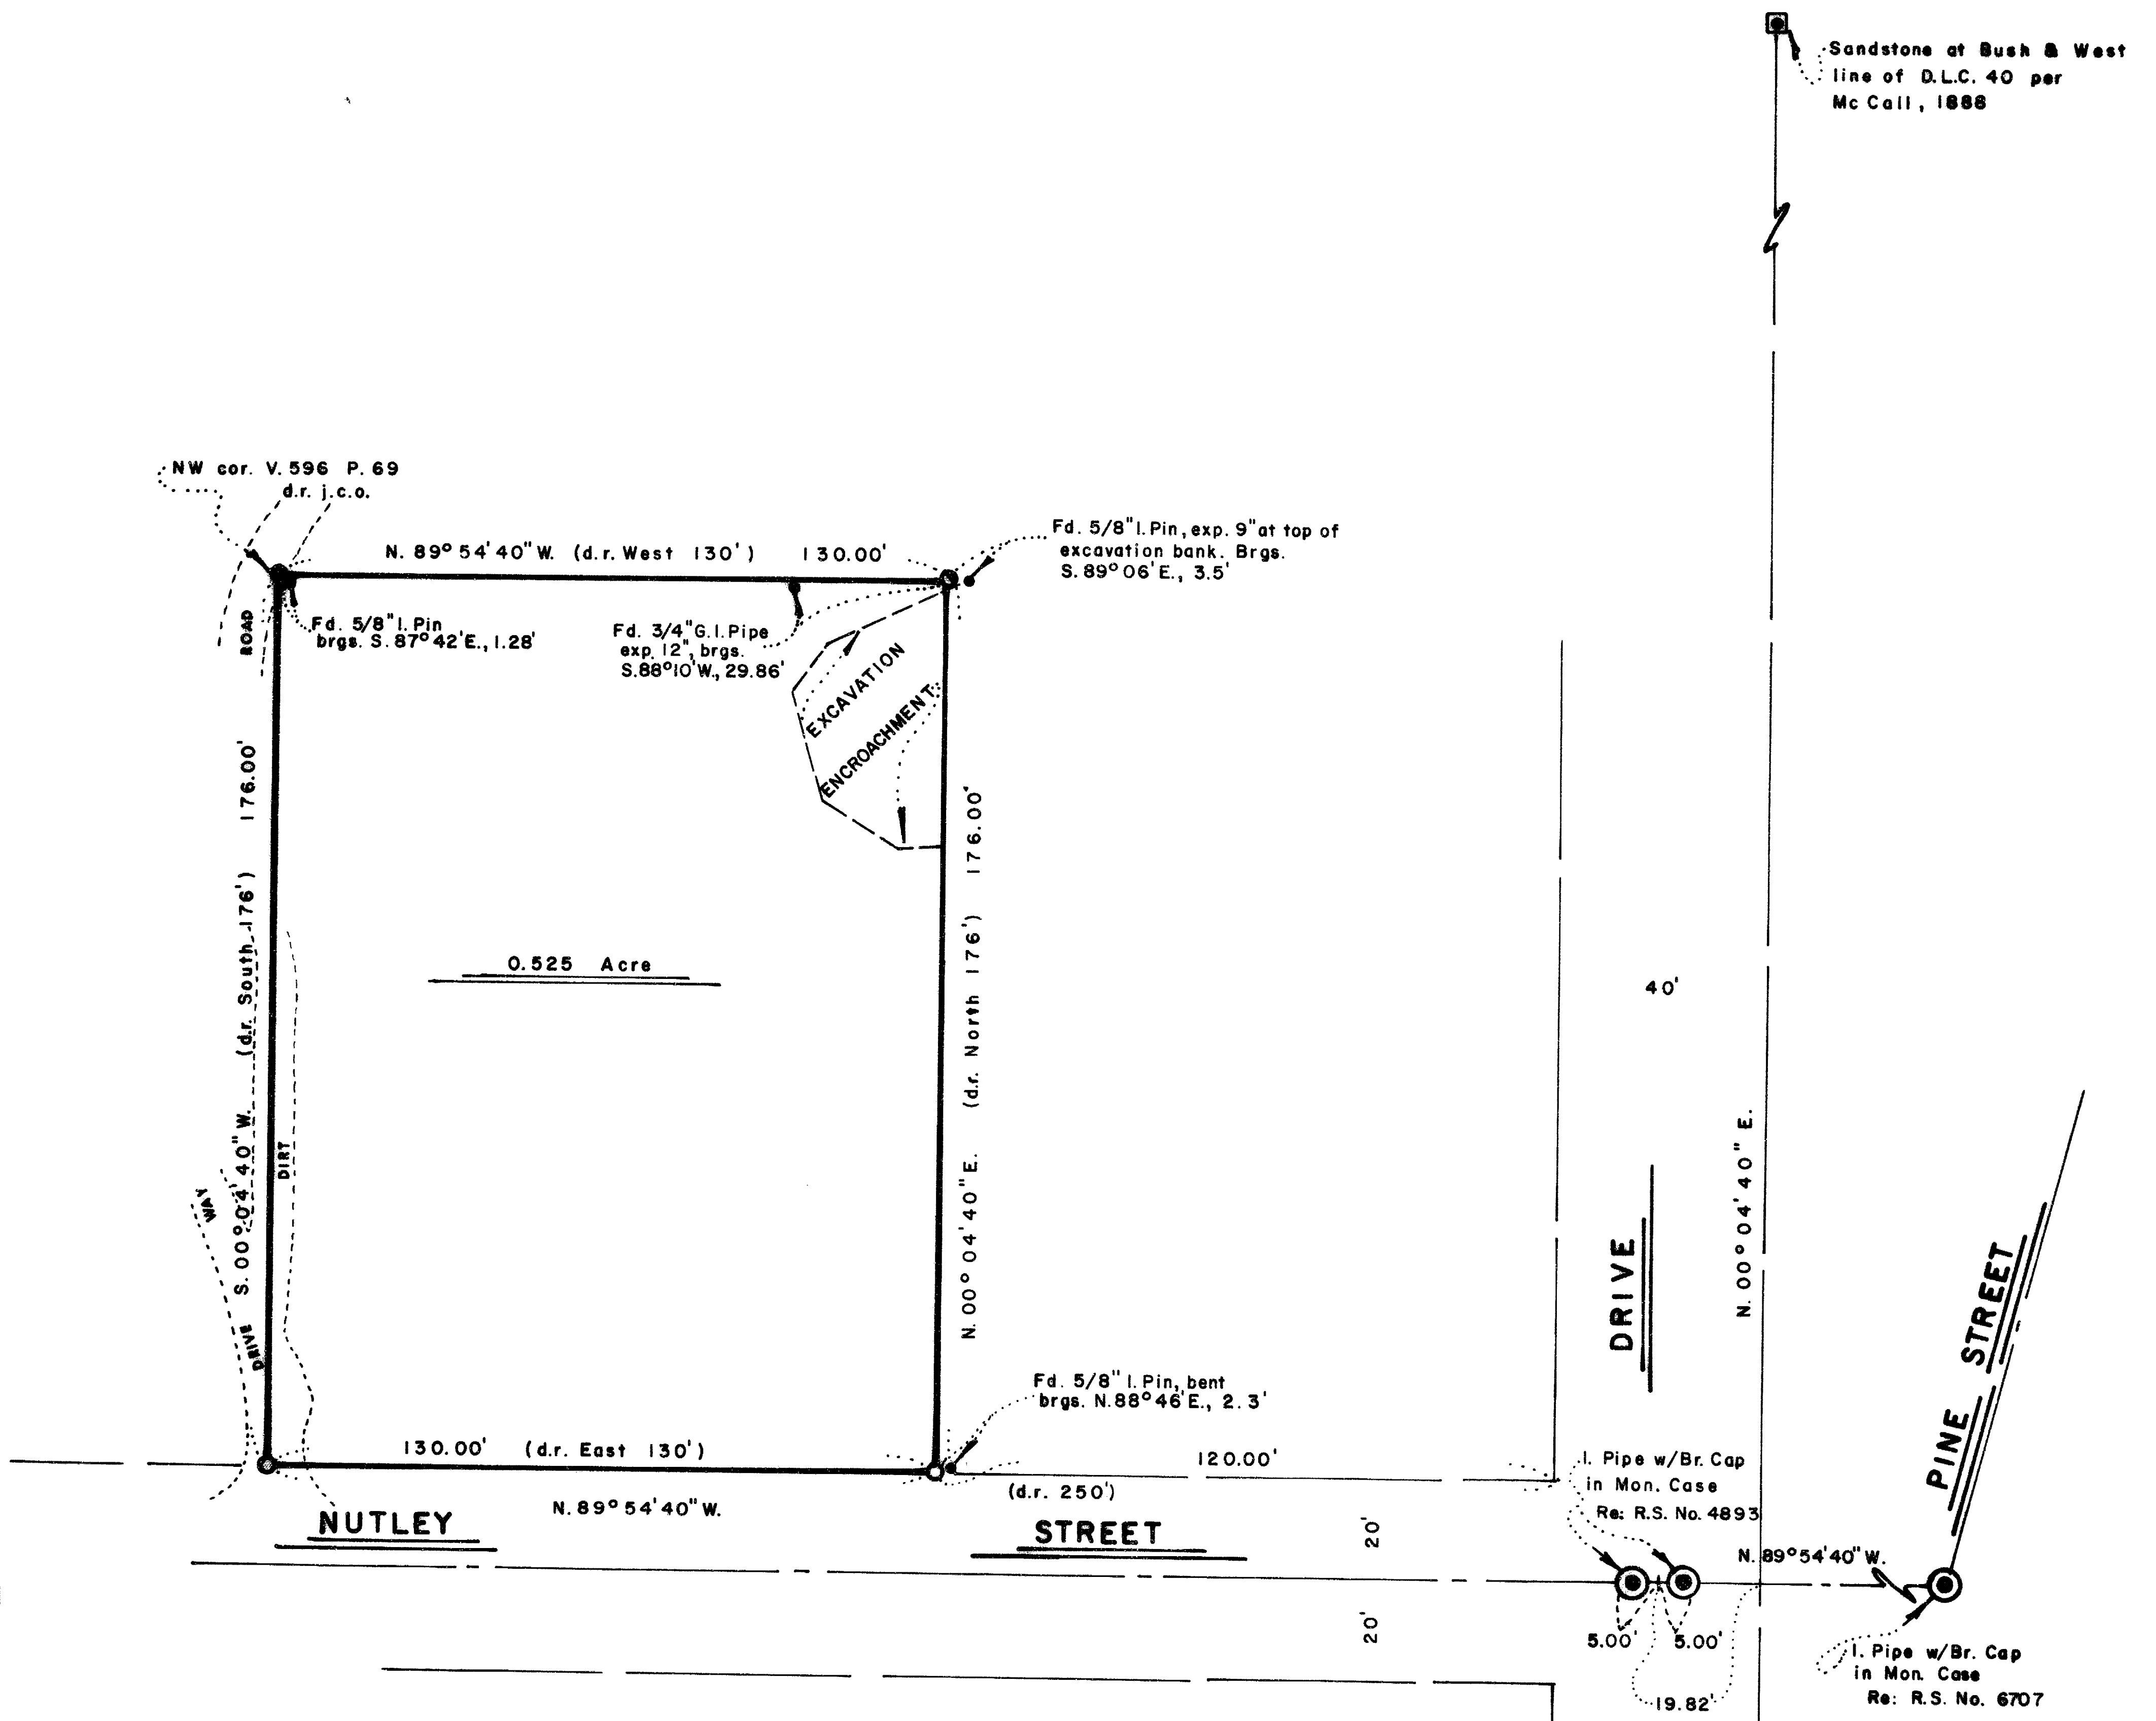 Sandstone at Bush & West
line of D.L.C. 40 per
Mc Call, 1888
NW cor. V. 596 P. 69
d.r. j.c.o.
N. 89° 54' 40" W. (d.r. West 130') 130.00'
Fd. 5/8" I. Pin, exp. 9" at top of
excavation bank. Brgs.
S. 89° 06' E., 3.5'
Fd. 5/8" I. Pin
brgs. S. 87° 42' E., 1.28'
Fd. 3/4" G.I. Pipe
exp. 12", brgs.
S. 88° 10' W., 29.86'
ROAD
EXCAVATION
ENCROACHMENT
S. 00° 04' 40" W. (d.r. South 176') 176.00'
N. 00° 04' 40" E. (d.r. North 176') 176.00'
0.525 Acre
40'
DIRT
DRIVE WAY
DRIVE
N. 00° 04' 40" E.
PINE STREET
Fd. 5/8" I. Pin, bent
brgs. N. 88° 46' E., 2.3'
130.00' (d.r. East 130')
120.00'
(d.r. 250')
N. 89° 54' 40" W.
NUTLEY STREET
20'
20'
I. Pipe w/Br. Cap
in Mon. Case
Re: R.S. No. 4893
N. 89° 54' 40" W.
5.00' 5.00'
19.82'
I. Pipe w/Br. Cap
in Mon. Case
Re: R.S. No. 6707